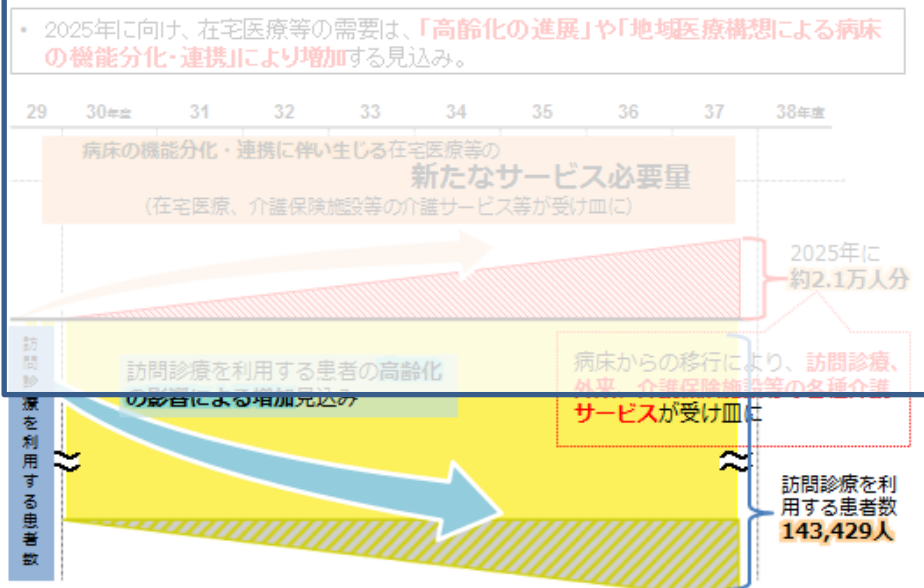 ・2025年に向け、在宅医療等の需要は、「高齢化の進展」や「地域医療構想による病床
の機能分化・連携」により増加する見込み。
29 30年度 31 32 33 34 35 36 37 38年度
病床の機能分化・連携に伴い生じる在宅医療等の
新たなサービス必要量
（在宅医療、介護保険施設等の介護サービス等が受け皿に）
2025年に
約2.1万人分
訪問診療を利用する患者数
訪問診療を利用する患者の高齢化
の影響による増加見込み
病床からの移行により、訪問診療、
外来、介護保険施設等の各種介護
サービスが受け皿に
訪問診療を利
用する患者数
143,429人